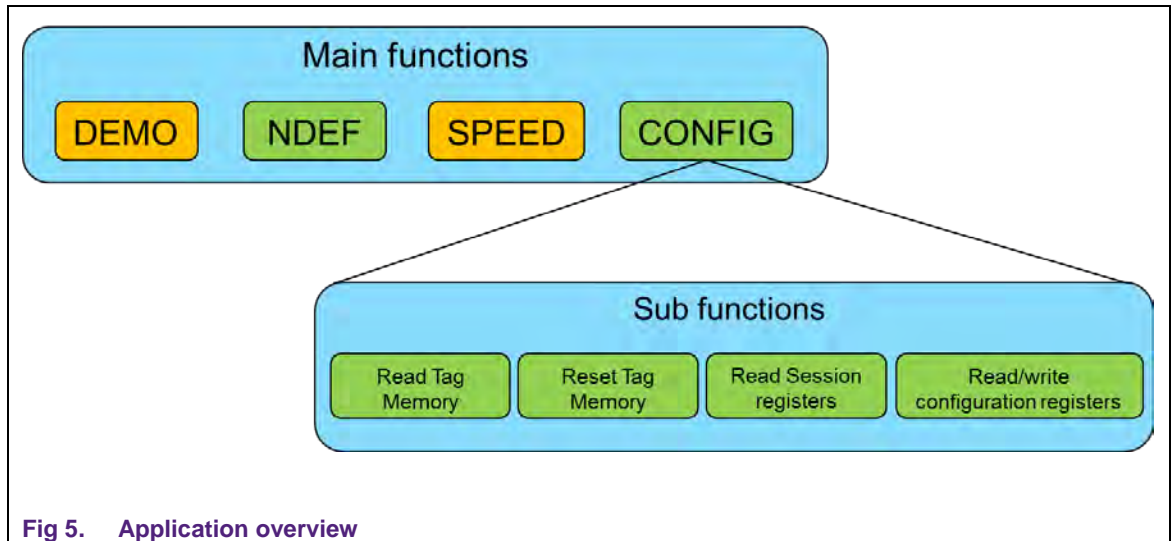 Main functions
DEMO NDEF SPEED CONFIG
Sub functions
Read Tag Memory
Reset Tag Memory
Read Session registers
Read/write configuration registers
Fig 5. Application overview